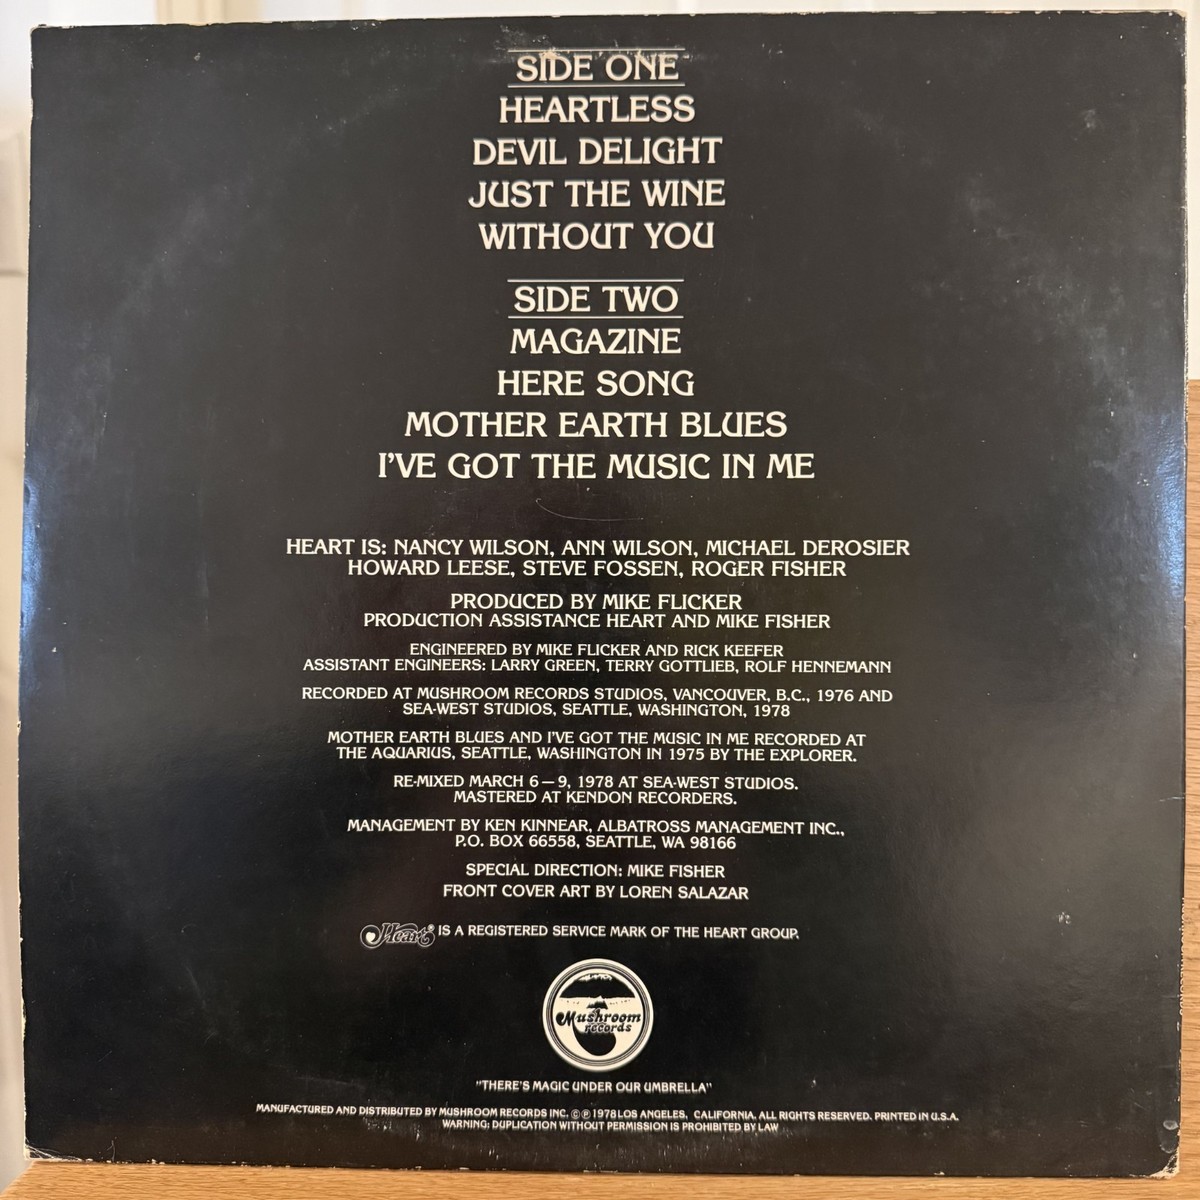 SIDE ONE
HEARTLESS
DEVIL DELIGHT
JUST THE WINE
WITHOUT YOU
SIDE TWO
MAGAZINE
HERE SONG
MOTHER EARTH BLUES
I'VE GOT THE MUSIC IN ME
HEART IS: NANCY WILSON, ANN WILSON, MICHAEL DEROSIER
HOWARD LEESE, STEVE FOSSEN, ROGER FISHER
PRODUCED BY MIKE FLICKER
PRODUCTION ASSISTANCE HEART AND MIKE FISHER
ENGINEERED BY MIKE FLICKER AND RICK KEEFER
ASSISTANT ENGINEERS: LARRY GREEN, TERRY GOTTLIEB, ROLF HENNEMANN
RECORDED AT MUSHROOM RECORDS STUDIOS, VANCOUVER, B.C., 1976 AND
SEA-WEST STUDIOS, SEATTLE, WASHINGTON, 1978
MOTHER EARTH BLUES AND I'VE GOT THE MUSIC IN ME RECORDED AT
THE AQUARIUS, SEATTLE, WASHINGTON IN 1975 BY THE EXPLORER.
RE-MIXED MARCH 6—9, 1978 AT SEA-WEST STUDIOS.
MASTERED AT KENDON RECORDERS.
MANAGEMENT BY KEN KINNEAR, ALBATROSS MANAGEMENT INC.,
P.O. BOX 66558, SEATTLE, WA 98166
SPECIAL DIRECTION: MIKE FISHER
FRONT COVER ART BY LOREN SALAZAR
Heart® IS A REGISTERED SERVICE MARK OF THE HEART GROUP.
Mushroom
records
"THERE'S MAGIC UNDER OUR UMBRELLA"
MANUFACTURED AND DISTRIBUTED BY MUSHROOM RECORDS INC. ©℗ 1978 LOS ANGELES, CALIFORNIA. ALL RIGHTS RESERVED. PRINTED IN U.S.A.
WARNING: DUPLICATION WITHOUT PERMISSION IS PROHIBITED BY LAW